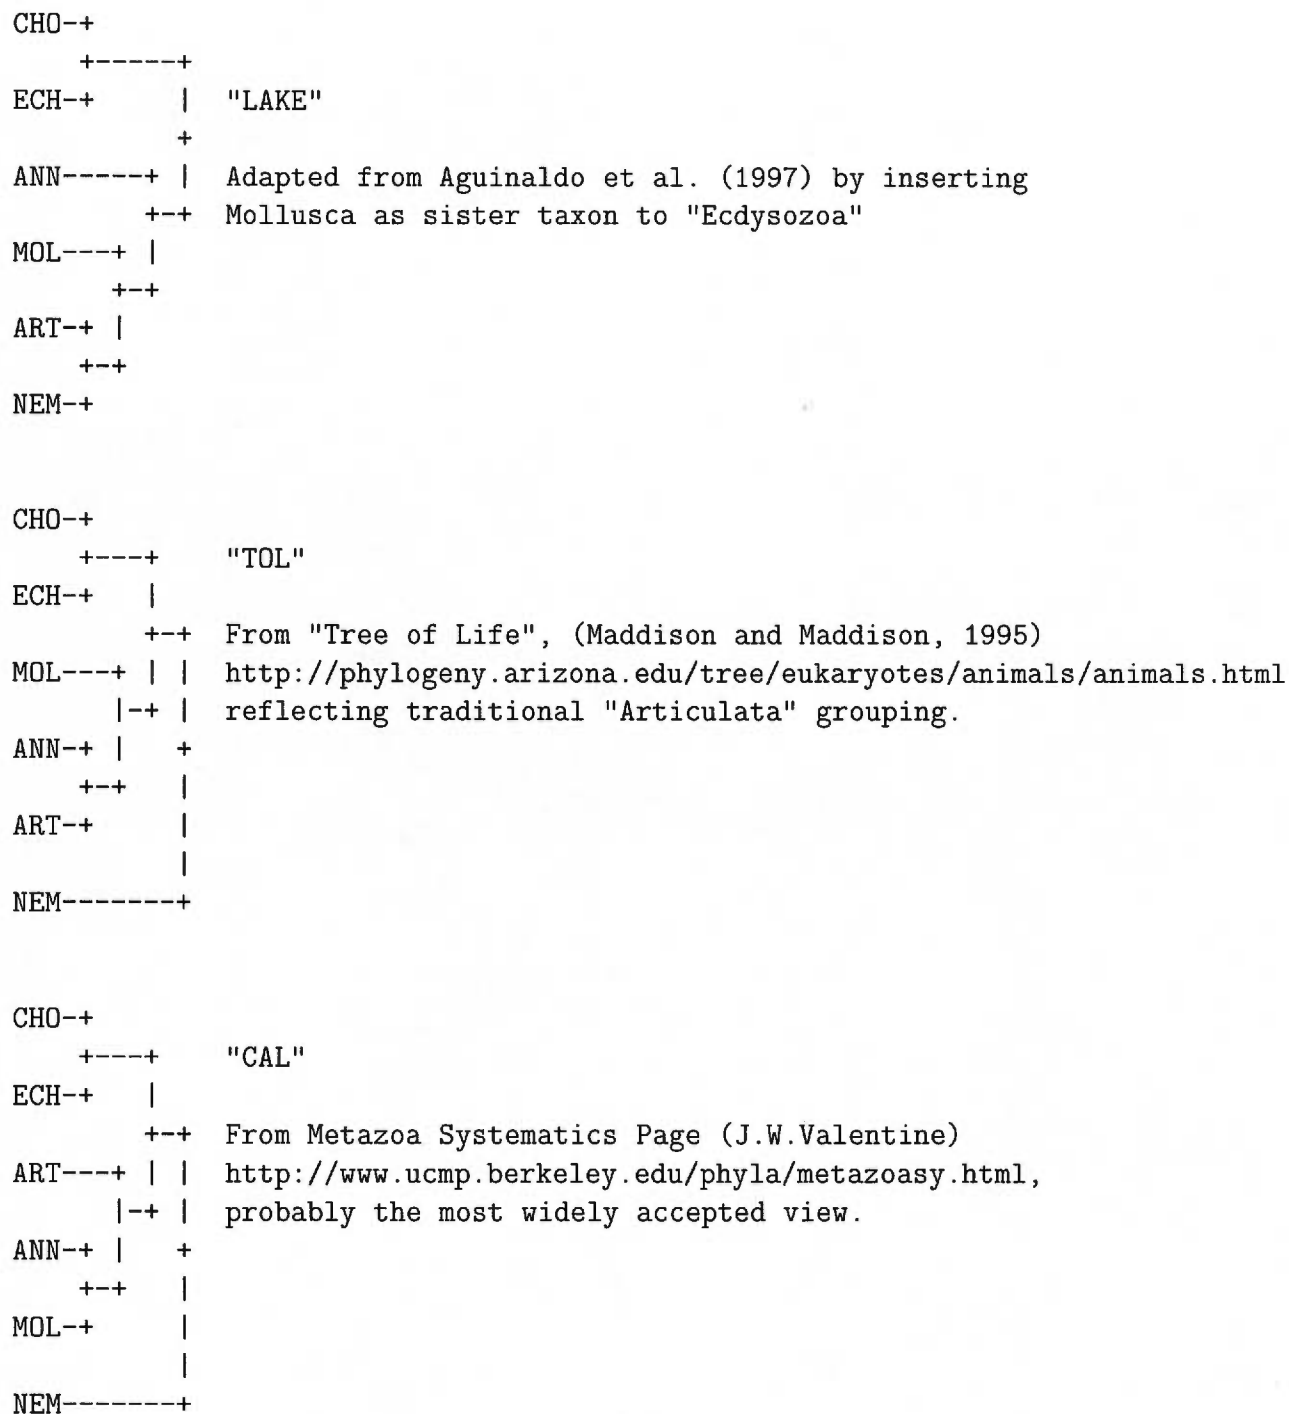 CHO-+
    +-----+
ECH-+     |  "LAKE"
          +
ANN-----+ |  Adapted from Aguinaldo et al. (1997) by inserting
        +-+  Mollusca as sister taxon to "Ecdysozoa"
MOL---+ |
      +-+
ART-+ |
    +-+
NEM-+
CHO-+
    +---+    "TOL"
ECH-+   |
        +-+  From "Tree of Life", (Maddison and Maddison, 1995)
MOL---+ | |  http://phylogeny.arizona.edu/tree/eukaryotes/animals/animals.html
      |-+ |  reflecting traditional "Articulata" grouping.
ANN-+ |   +
    +-+   |
ART-+     |
          |
NEM-------+
CHO-+
    +---+    "CAL"
ECH-+   |
        +-+  From Metazoa Systematics Page (J.W.Valentine)
ART---+ | |  http://www.ucmp.berkeley.edu/phyla/metazoasy.html,
      |-+ |  probably the most widely accepted view.
ANN-+ |   +
    +-+   |
MOL-+     |
          |
NEM-------+